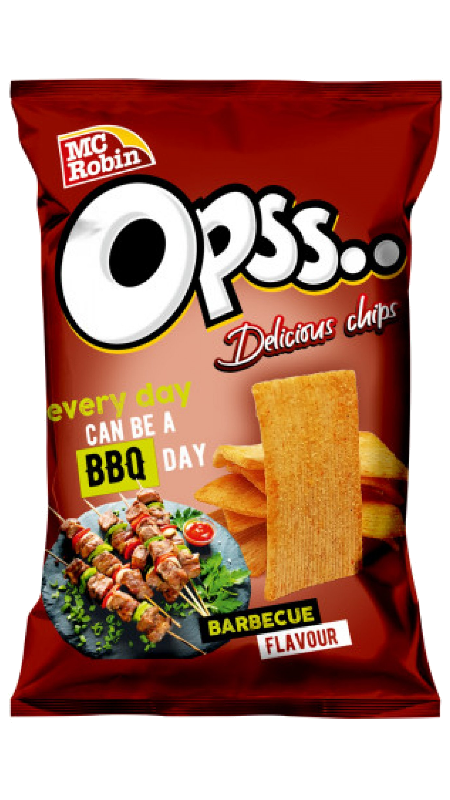 MC
Robin
Opss..
Delicious chips
every day
CAN BE A
BBQ DAY
BARBECUE
FLAVOUR